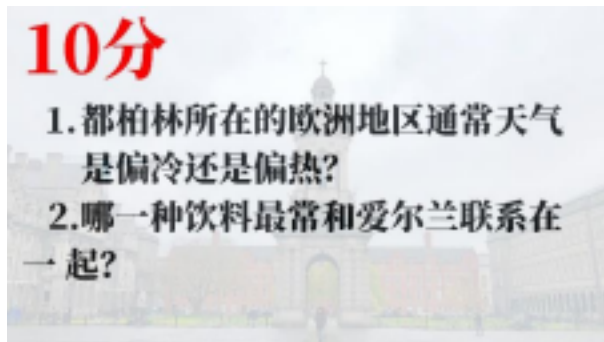 10分
1.都柏林所在的欧洲地区通常天气
是偏冷还是偏热?
2.哪一种饮料最常和爱尔兰联系在
一起?